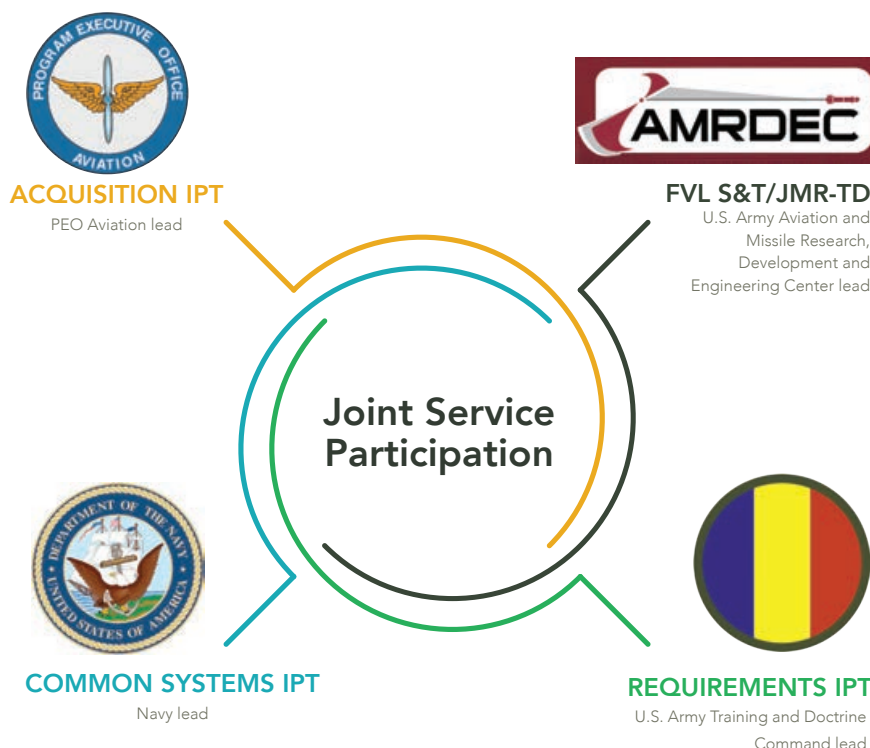 PROGRAM EXECUTIVE OFFICE
AVIATION
ACQUISITION IPT
PEO Aviation lead
AMRDEC
FVL S&T/JMR-TD
U.S. Army Aviation and
Missile Research,
Development and
Engineering Center lead
Joint Service
Participation
DEPARTMENT OF THE NAVY
UNITED STATES OF AMERICA
COMMON SYSTEMS IPT
Navy lead
REQUIREMENTS IPT
U.S. Army Training and Doctrine
Command lead